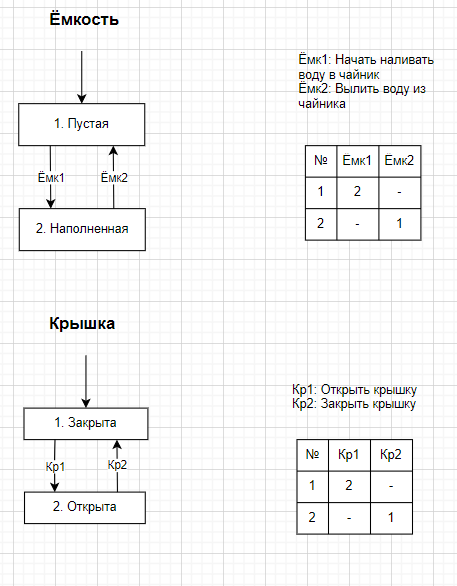 Ёмкость
Ёмк1: Начать наливать
воду в чайник
Ёмк2: Вылить воду из
чайника
1. Пустая
Ёмк1 Ёмк2
2. Наполненная
№ Ёмк1 Ёмк2
1 2 -
2 - 1
Крышка
Кр1: Открыть крышку
Кр2: Закрыть крышку
1. Закрыта
Кр1 Кр2
2. Открыта
№ Кр1 Кр2
1 2 -
2 - 1